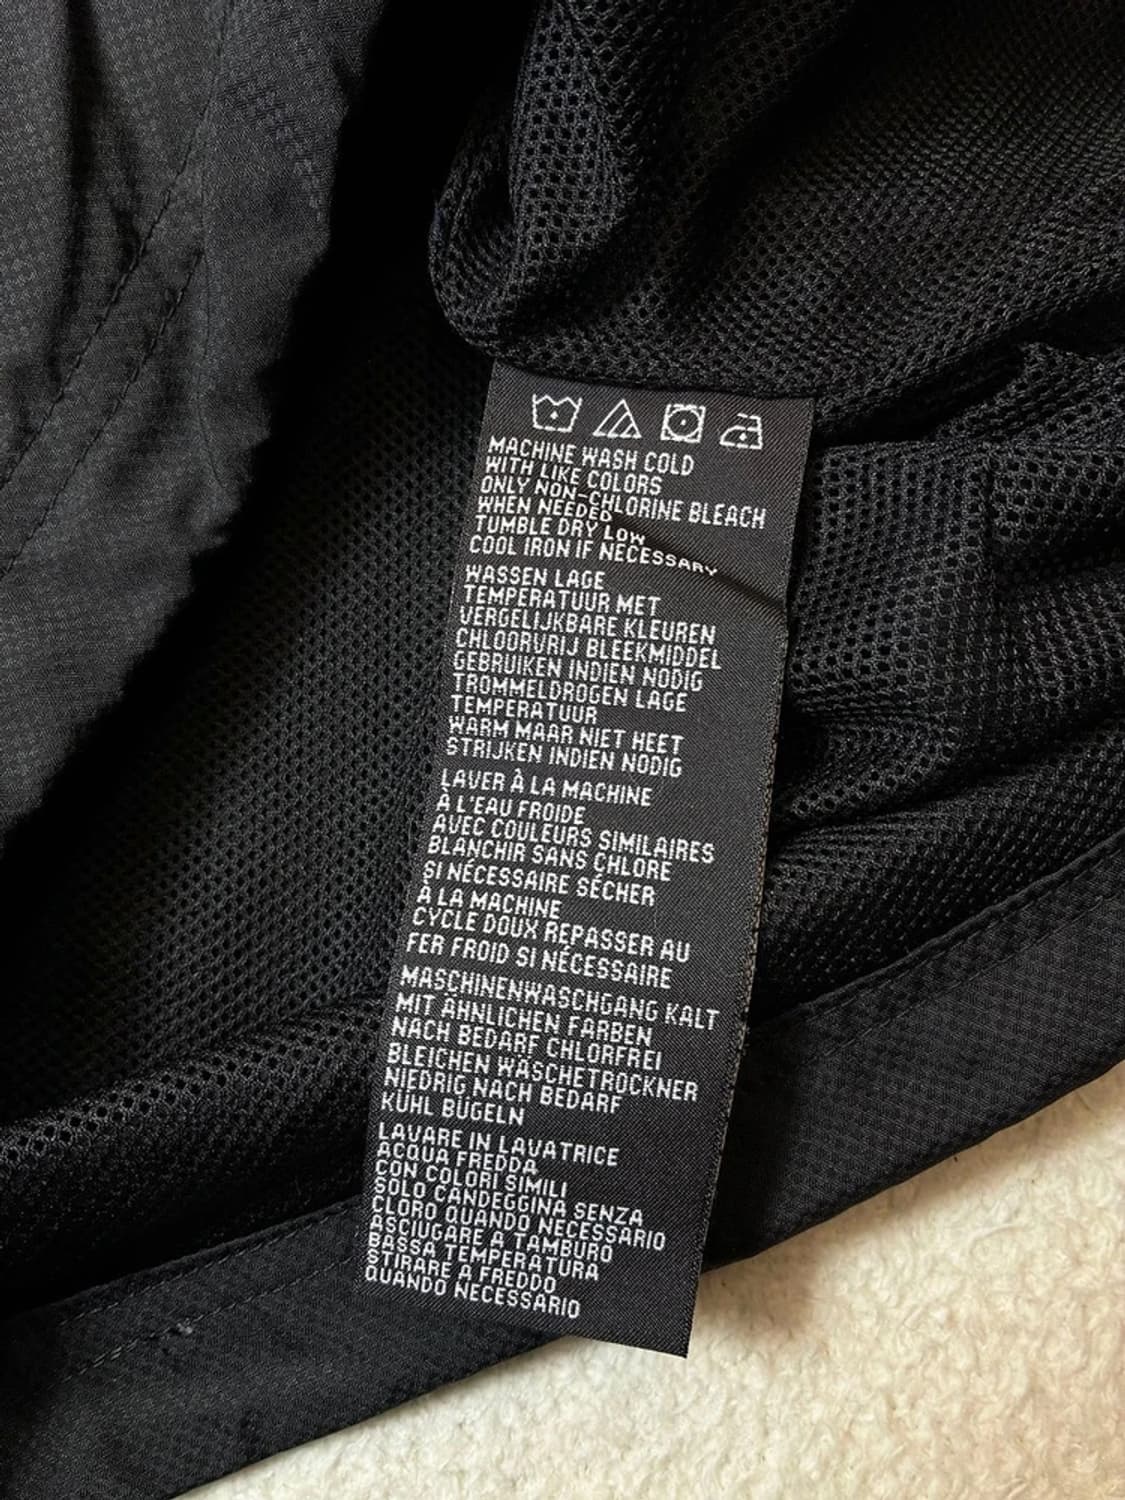 MACHINE WASH COLD
WITH LIKE COLORS
ONLY NON-CHLORINE BLEACH
WHEN NEEDED
TUMBLE DRY LOW
COOL IRON IF NECESSARY
WASSEN LAGE
TEMPERATUUR MET
VERGELIJKBARE KLEUREN
CHLOORVRIJ BLEEKMIDDEL
GEBRUIKEN INDIEN NODIG
TROMMELDROGEN LAGE
TEMPERATUUR
WARM MAAR NIET HEET
STRIJKEN INDIEN NODIG
LAVER À LA MACHINE
À L'EAU FROIDE
AVEC COULEURS SIMILAIRES
BLANCHIR SANS CHLORE
SI NÉCESSAIRE SÉCHER
À LA MACHINE
CYCLE DOUX REPASSER AU
FER FROID SI NÉCESSAIRE
MASCHINENWASCHGANG KALT
MIT ÄHNLICHEN FARBEN
NACH BEDARF CHLORFREI
BLEICHEN WÄSCHETROCKNER
NIEDRIG NACH BEDARF
KÜHL BÜGELN
LAVARE IN LAVATRICE
ACQUA FREDDA
CON COLORI SIMILI
SOLO CANDEGGINA SENZA
CLORO QUANDO NECESSARIO
ASCIUGARE A TAMBURO
BASSA TEMPERATURA
STIRARE A FREDDO
QUANDO NECESSARIO